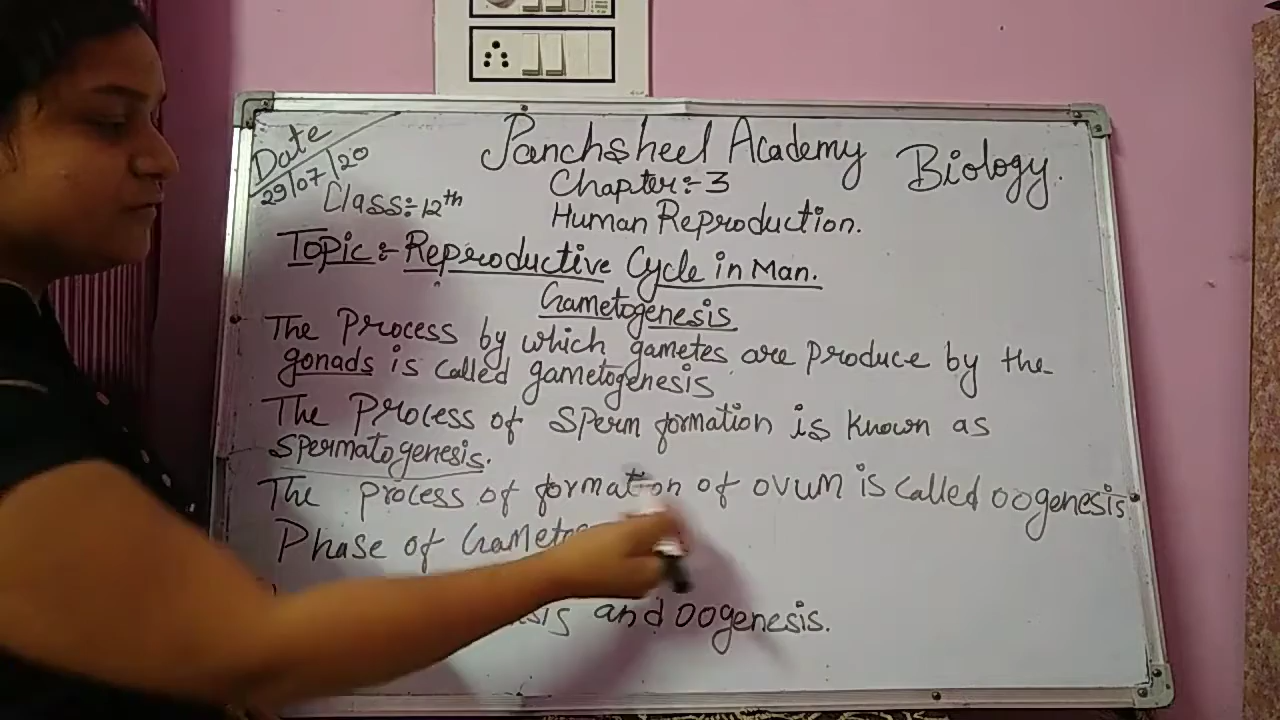 Date
29/07/20
Panchsheel Academy
Biology.
Class:- 12th
Chapter:- 3
Human Reproduction.
Topic:- Reproductive Cycle in Man.
Gametogenesis
The Process by which gametes are produce by the
gonads is called gametogenesis
The Process of Sperm formation is known as
spermatogenesis.
The process of formation of ovum is called oogenesis
Phase of
and oogenesis.